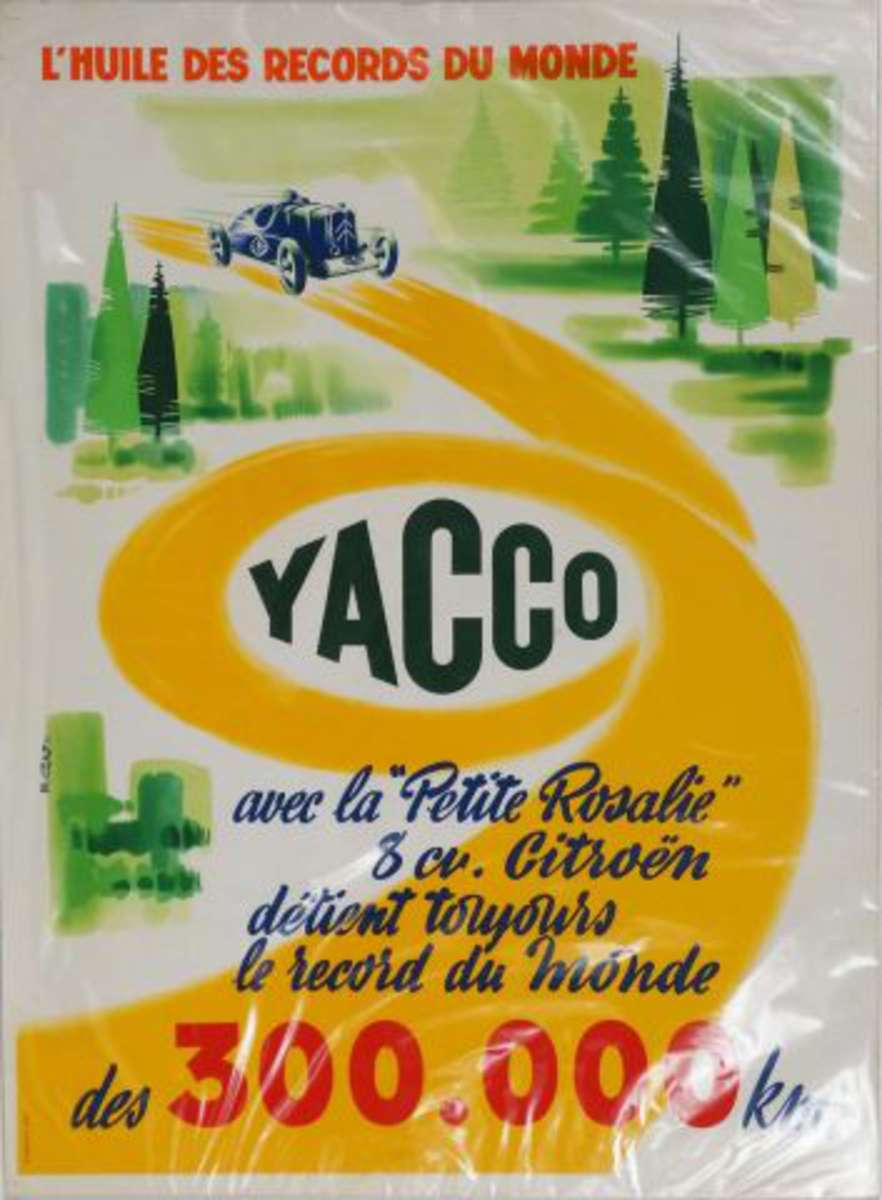 L'HUILE DES RECORDS DU MONDE
YACCO
avec la "Petite Rosalie"
8 cv. Citroën
détient toujours
le record du Monde
des 300.000 km